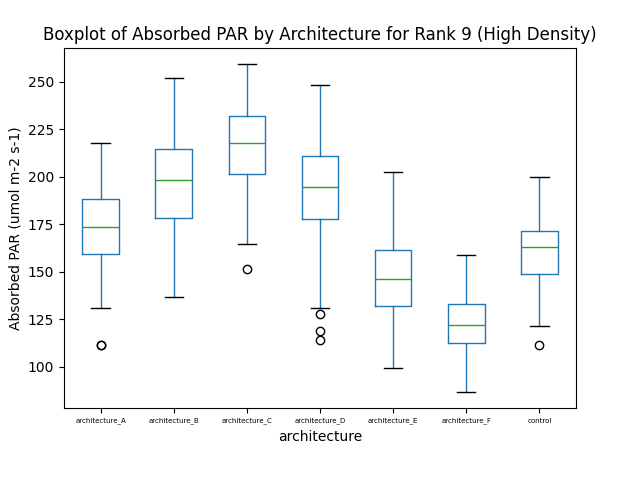 Boxplot of Absorbed PAR by Architecture for Rank 9 (High Density)
Absorbed PAR (umol m-2 s-1)
250
225
200
175
150
125
100
architecture_A architecture_B architecture_C architecture_D architecture_E architecture_F control
architecture